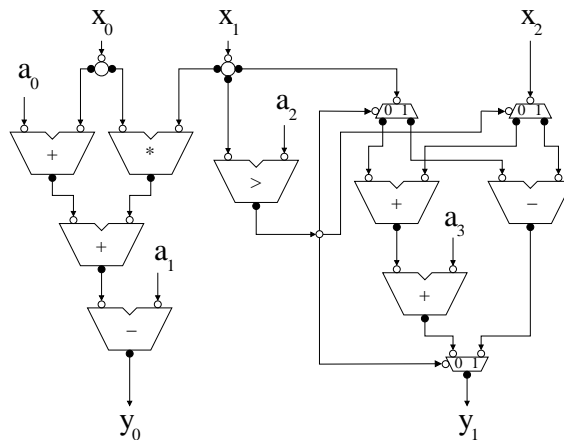 x0 x1 x2
a0 a2
0 1 0 1
+ * > + −
+ a1 a3
− +
0 1
y0 y1